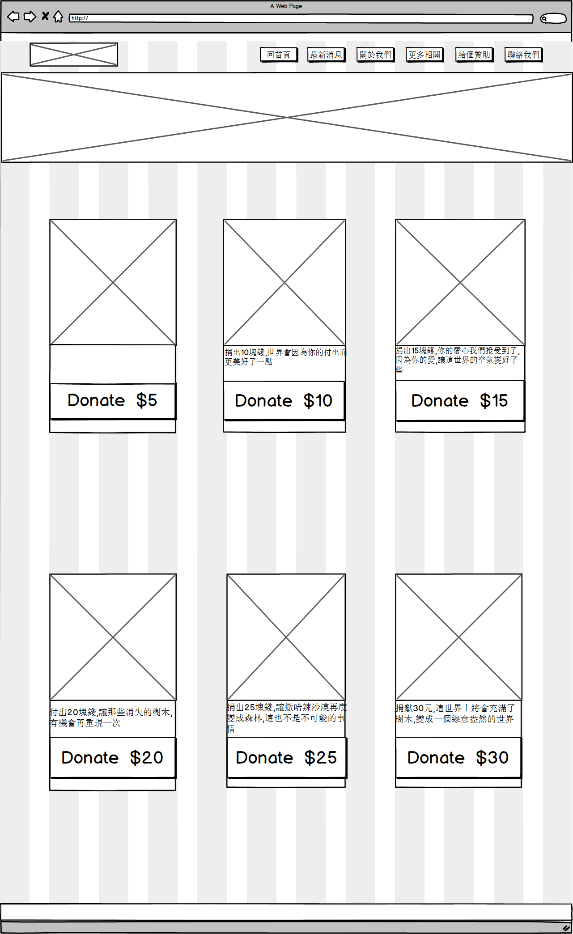 A Web Page
http://
回首頁 最新消息 關於我們 更多相關 給個贊助 聯絡我們
捐出10塊錢,世界會因為你的付出而
更美好了一點
捐出15塊錢,你的愛心我們接受到了,
因為你的愛,讓這世界的空氣變好了
些
Donate $5
Donate $10
Donate $15
付出20塊錢,讓那些消失的樹木,
有機會再重現一次
捐出25塊錢,讓撒哈辣沙漠再度
變成森林,這也不是不可能的事
情
捐獻30元,這世界上將會充滿了
樹木,變成一個綠意盎然的世界
Donate $20
Donate $25
Donate $30